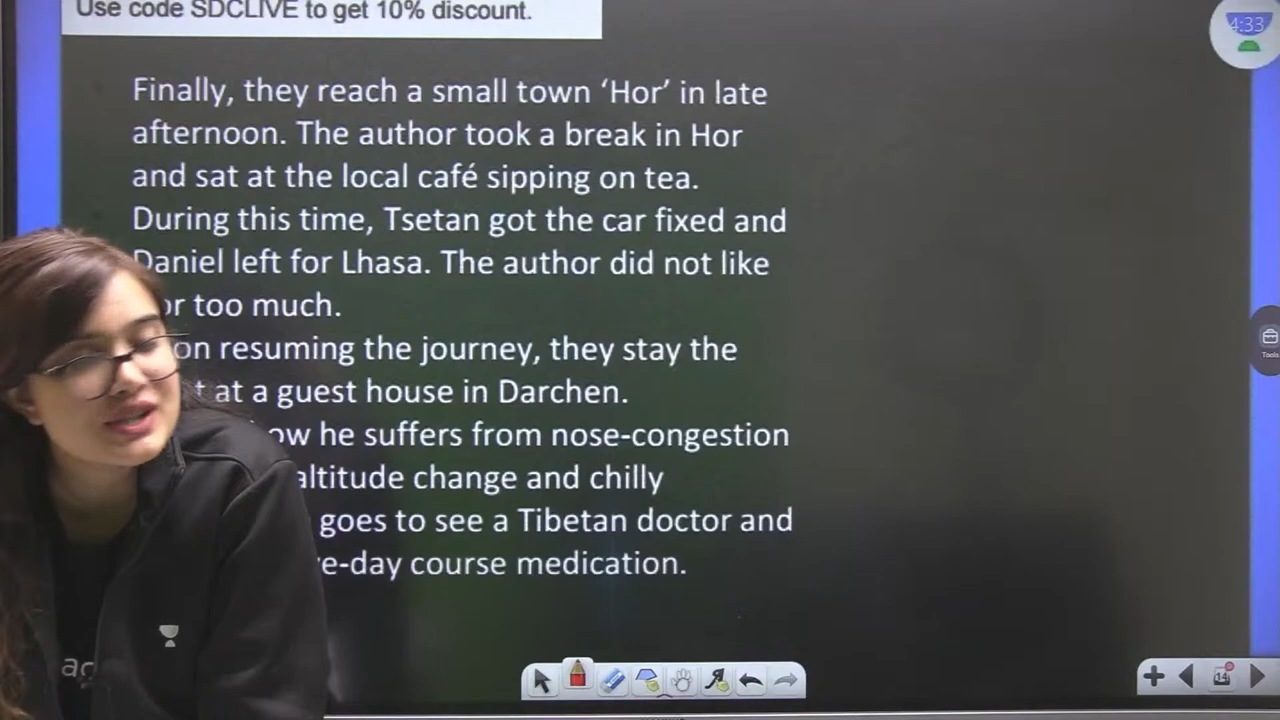 Use code SDCLIVE to get 10% discount.
4:33
Finally, they reach a small town ‘Hor’ in late
afternoon. The author took a break in Hor
and sat at the local café sipping on tea.
During this time, Tsetan got the car fixed and
Daniel left for Lhasa. The author did not like
too much.
resuming the journey, they stay the
at a guest house in Darchen.
he suffers from nose-congestion
altitude change and chilly
goes to see a Tibetan doctor and
course medication.
Tools
14